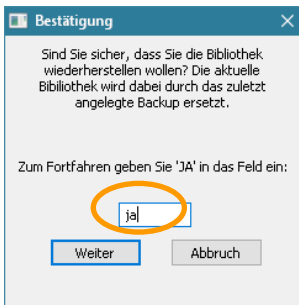 Bestätigung
Sind Sie sicher, dass Sie die Bibliothek
wiederherstellen wollen? Die aktuelle
Bibiliothek wird dabei durch das zuletzt
angelegte Backup ersetzt.
Zum Fortfahren geben Sie 'JA' in das Feld ein:
ja
Weiter Abbruch